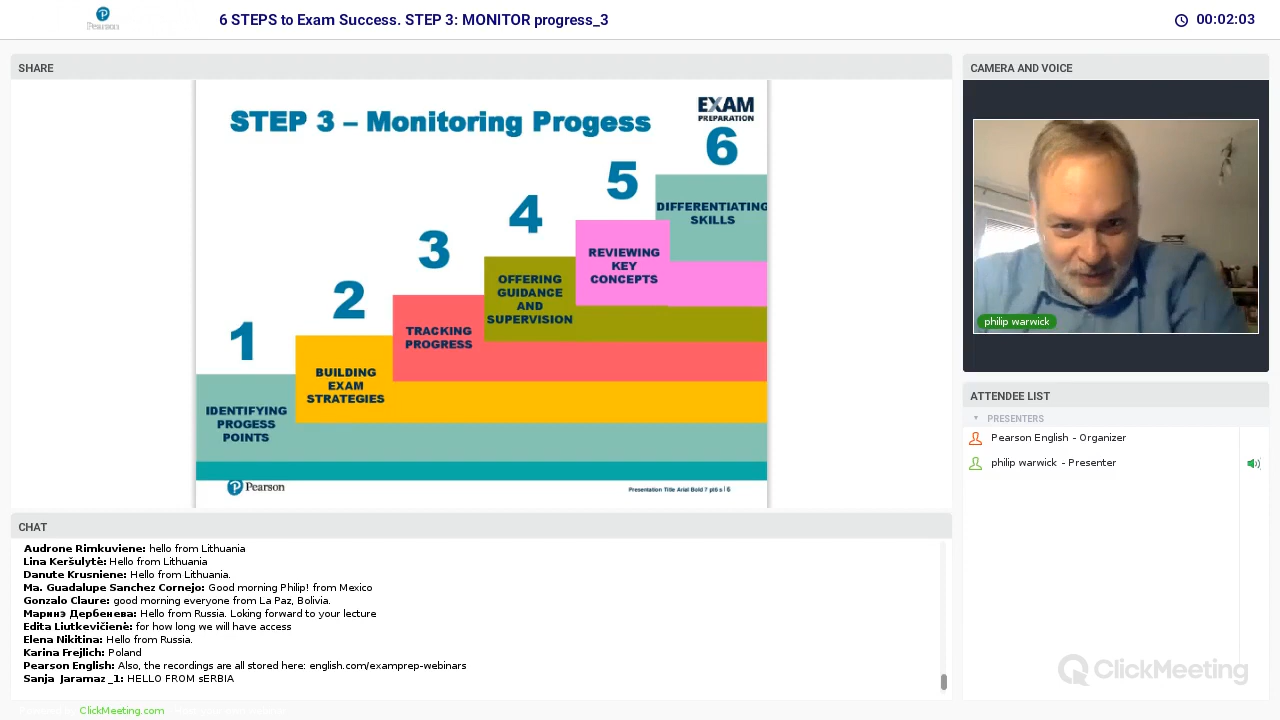 Pearson
6 STEPS to Exam Success. STEP 3: MONITOR progress_3
00:02:03
SHARE
STEP 3 – Monitoring Progess
EXAM
PREPARATION
6
5
4
3
2
1
DIFFERENTIATING
SKILLS
REVIEWING
KEY
CONCEPTS
OFFERING
GUIDANCE
AND
SUPERVISION
TRACKING
PROGRESS
BUILDING
EXAM
STRATEGIES
IDENTIFYING
PROGESS
POINTS
Pearson
Presentation Title Arial Bold 7 pt6 s l 6
CAMERA AND VOICE
philip warwick
ATTENDEE LIST
PRESENTERS
Pearson English - Organizer
philip warwick - Presenter
CHAT
Audrone Rimkuviene: hello from Lithuania
Lina Keršulytė: Hello from Lithuania
Danute Krusniene: Hello from Lithuania.
Ma. Guadalupe Sanchez Cornejo: Good morning Philip! from Mexico
Gonzalo Claure: good morning everyone from La Paz, Bolivia.
Маринэ Дербенева: Hello from Russia. Loking forward to your lecture
Edita Liutkevičienė: for how long we will have access
Elena Nikitina: Hello from Russia.
Karina Frejlich: Poland
Pearson English: Also, the recordings are all stored here: english.com/examprep-webinars
Sanja Jaramaz _1: HELLO FROM sERBIA
ClickMeeting
ClickMeeting.com